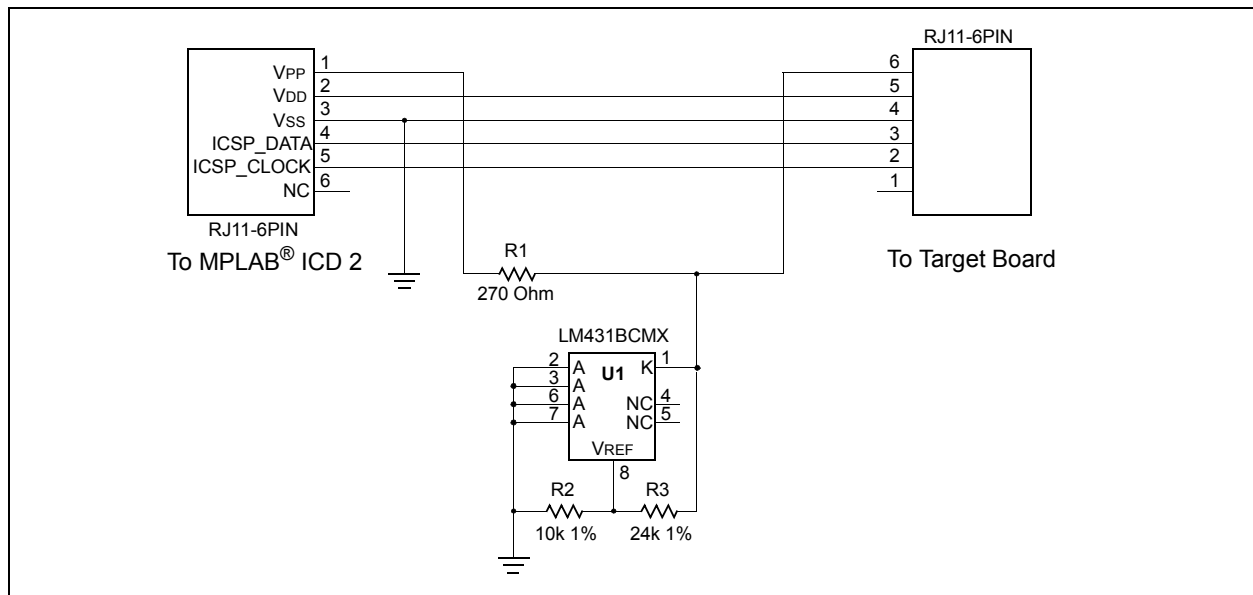 RJ11-6PIN
VPP 1
VDD 2
VSS 3
ICSP_DATA 4
ICSP_CLOCK 5
NC 6
RJ11-6PIN
To MPLAB® ICD 2
6
5
4
3
2
1
To Target Board
R1
270 Ohm
LM431BCMX
2 A
3 A
6 A
7 A
U1
K 1
NC 4
NC 5
VREF
8
R2
10k 1%
R3
24k 1%